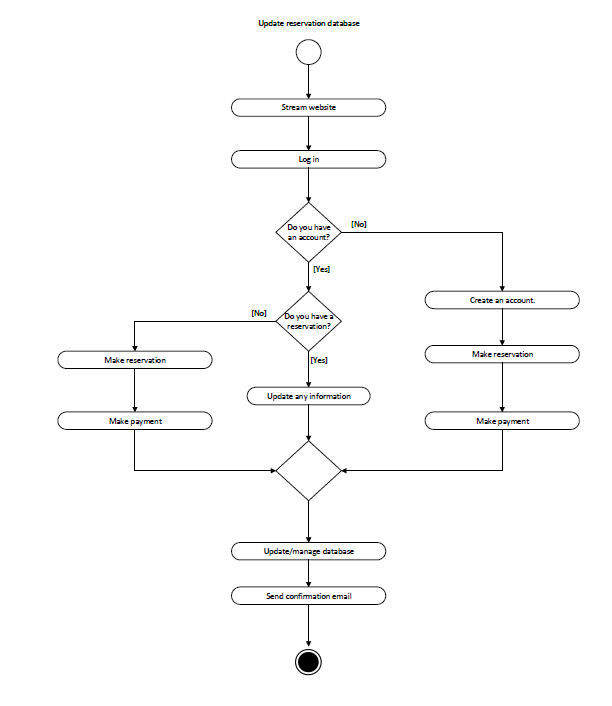 Update reservation database
Stream website
Log in
Do you have
an account?
[No]
[Yes]
Create an account.
[No]
Do you have a
reservation?
Make reservation
Make reservation
[Yes]
Update any information
Make payment
Make payment
Update/manage database
Send confirmation email